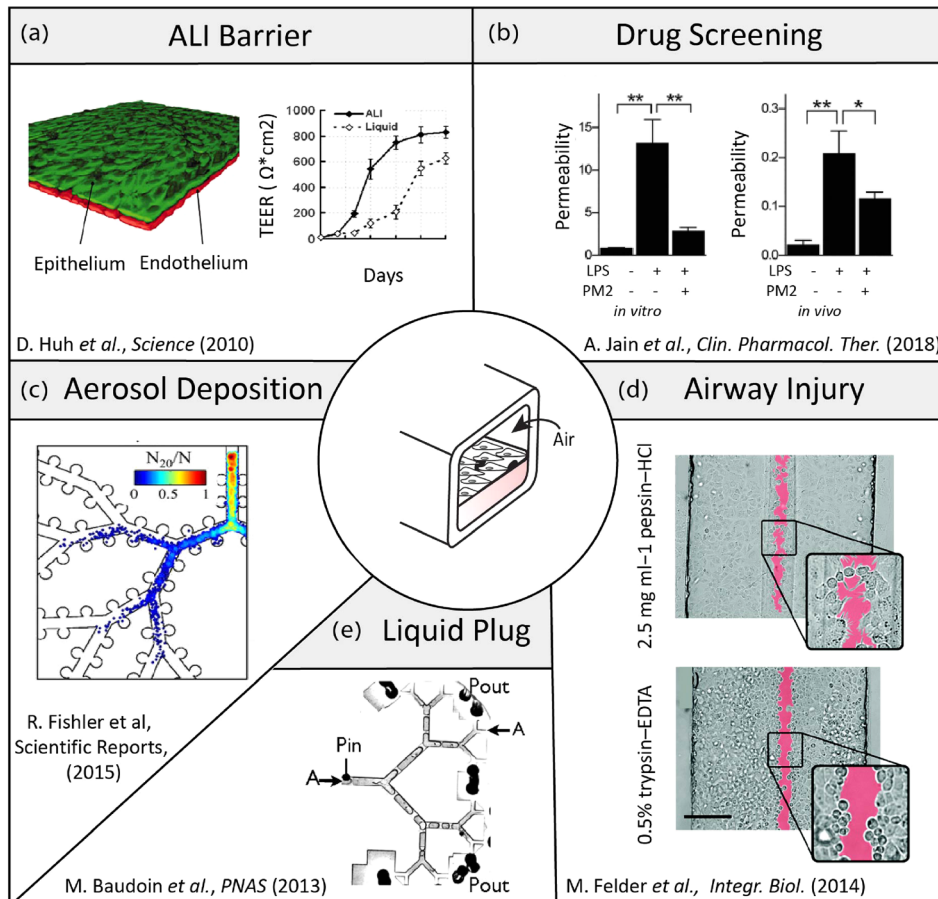 (a) ALI Barrier
TEER ( Ω*cm2)
1000
800
600
400
200
0
ALI
Liquid
Days
Epithelium
Endothelium
D. Huh et al., Science (2010)
(b) Drug Screening
Permeability
15
10
5
0
** **
LPS - + +
PM2 - - +
in vitro
Permeability
0.3
0.2
0.1
0.0
** *
LPS - + +
PM2 - - +
in vivo
A. Jain et al., Clin. Pharmacol. Ther. (2018)
(c) Aerosol Deposition
N20/N
0 0.5 1
R. Fishler et al,
Scientific Reports,
(2015)
Air
(d) Airway Injury
2.5 mg ml−1 pepsin–HCl
0.5% trypsin–EDTA
M. Felder et al., Integr. Biol. (2014)
(e) Liquid Plug
Pout
A
Pin
A
Pout
M. Baudoin et al., PNAS (2013)